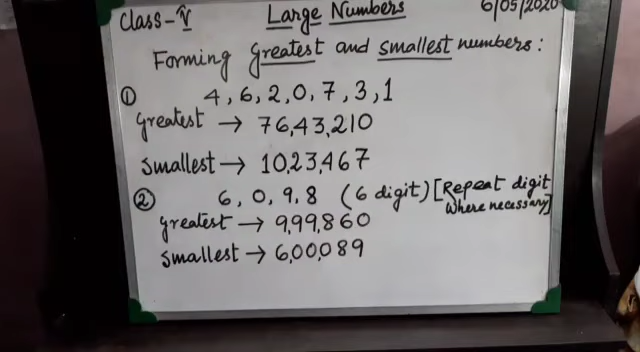 Class-V Large Numbers 6/05/2020
Forming greatest and smallest numbers:
① 4, 6, 2, 0, 7, 3, 1
greatest → 76,43,210
smallest → 10,23,467
② 6, 0, 9, 8 (6 digit) [Repeat digit where necessary]
greatest → 9,99,860
smallest → 6,00,089